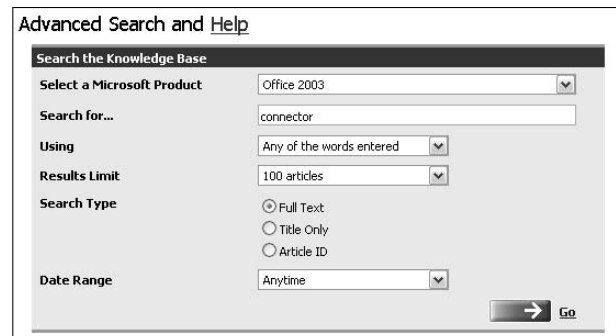 Advanced Search and Help
Search the Knowledge Base
Select a Microsoft Product Office 2003
Search for... connector
Using Any of the words entered
Results Limit 100 articles
Search Type Full Text
Title Only
Article ID
Date Range Anytime
Go